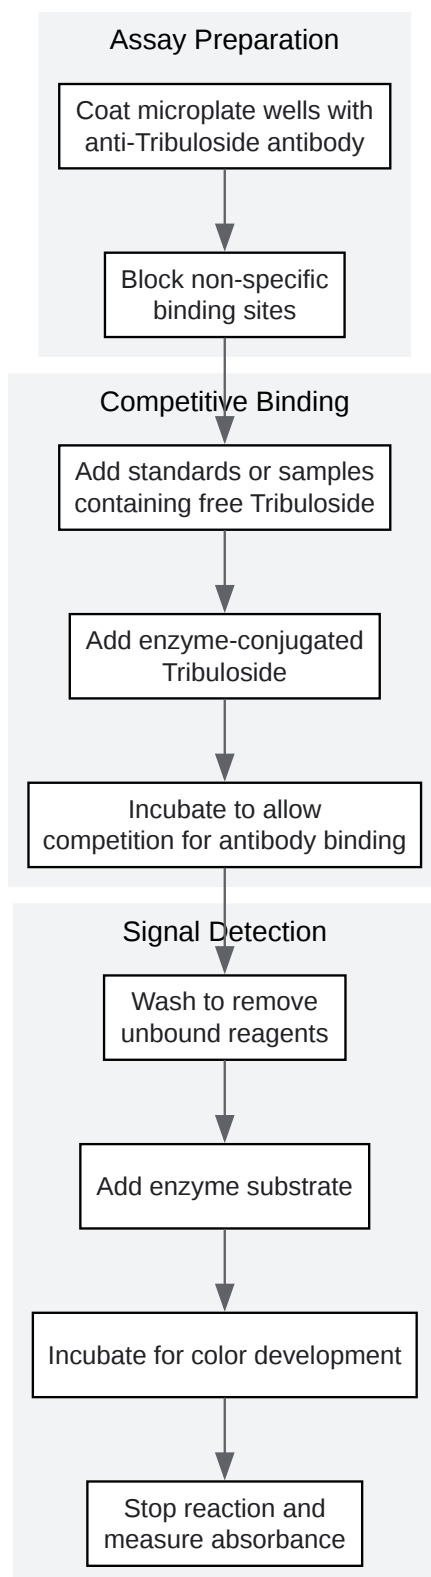 Assay Preparation
Coat microplate wells with
anti-Tribuloside antibody
Block non-specific
binding sites
Competitive Binding
Add standards or samples
containing free Tribuloside
Add enzyme-conjugated
Tribuloside
Incubate to allow
competition for antibody binding
Signal Detection
Wash to remove
unbound reagents
Add enzyme substrate
Incubate for color development
Stop reaction and
measure absorbance